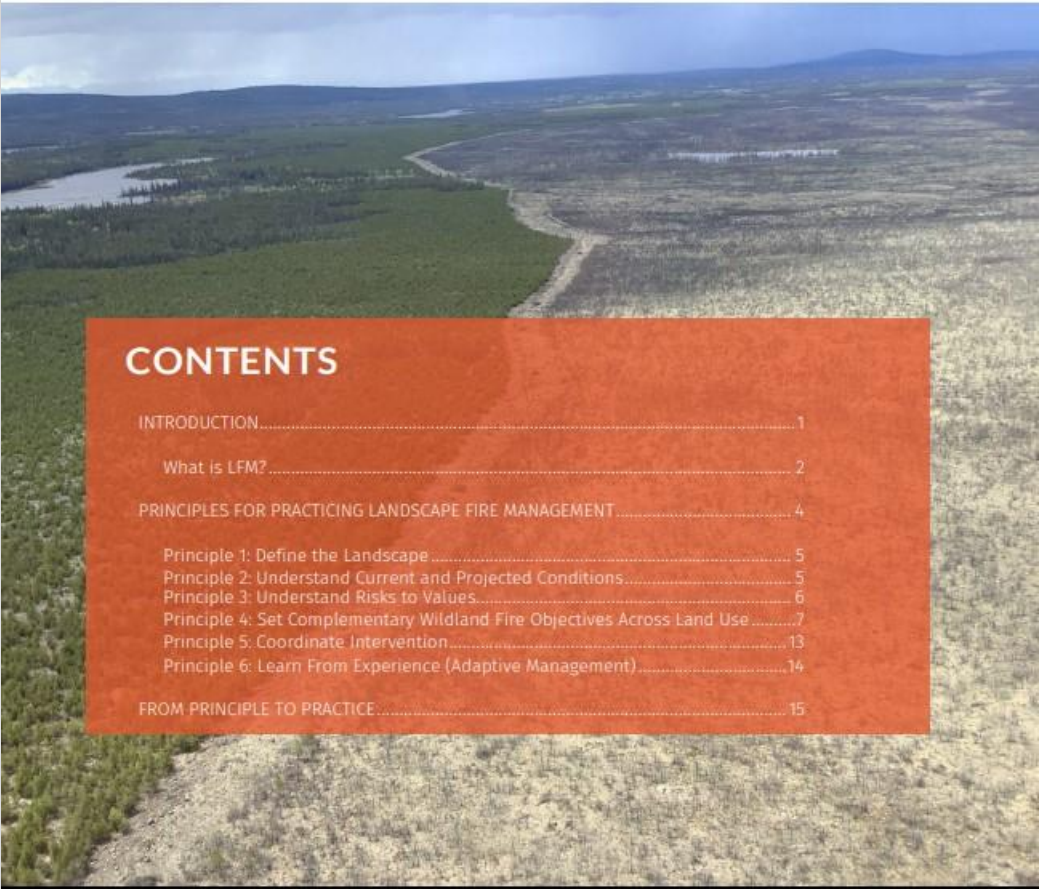 CONTENTS
INTRODUCTION........................................................................1
What is LFM?........................................................................2
PRINCIPLES FOR PRACTICING LANDSCAPE FIRE MANAGEMENT........................4
Principle 1: Define the Landscape........................................................5
Principle 2: Understand Current and Projected Conditions..........................5
Principle 3: Understand Risks to Values................................................6
Principle 4: Set Complementary Wildland Fire Objectives Across Land Use.........7
Principle 5: Coordinate Intervention....................................................13
Principle 6: Learn From Experience (Adaptive Management)........................14
FROM PRINCIPLE TO PRACTICE........................................................15